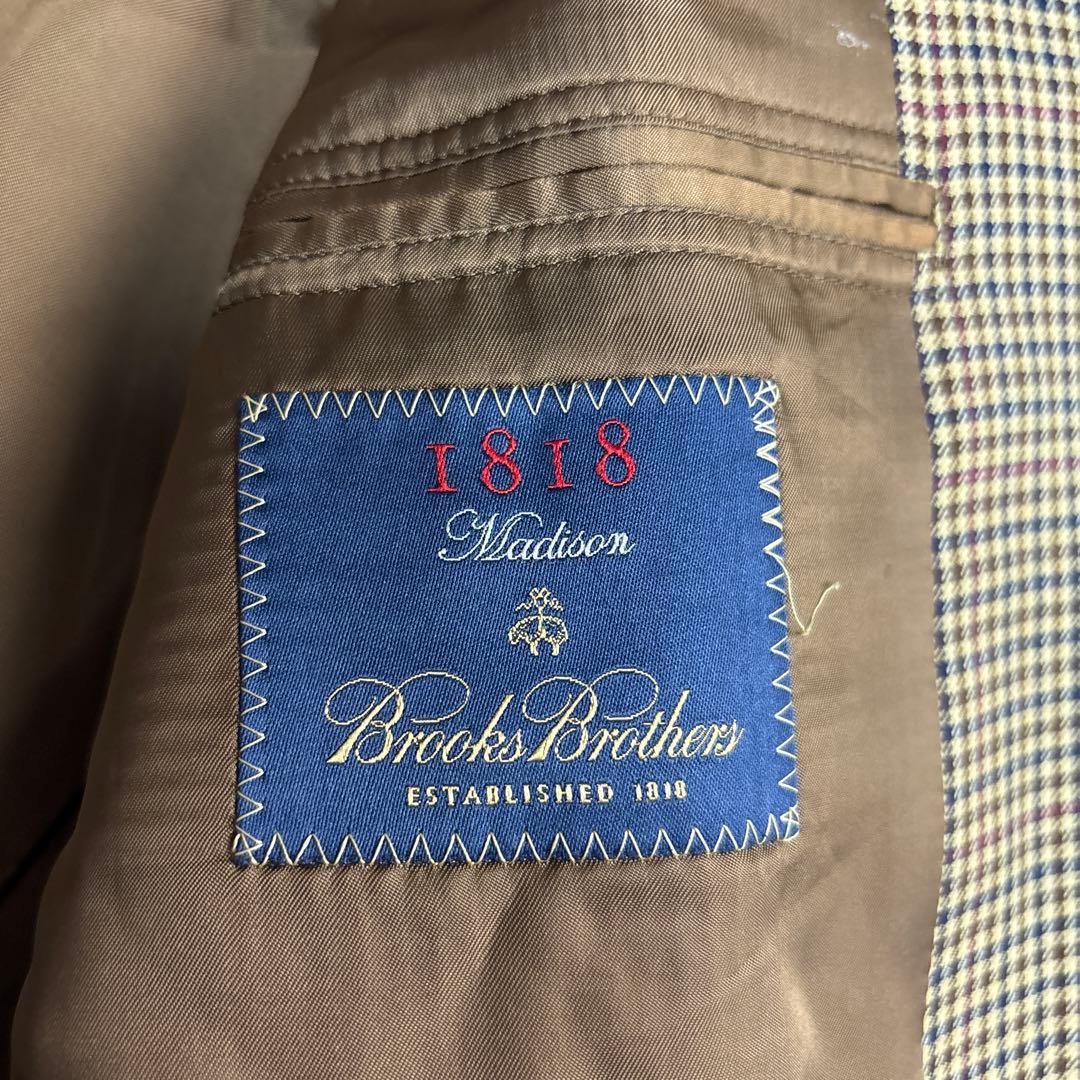 1818
Madison
Brooks Brothers
ESTABLISHED 1818